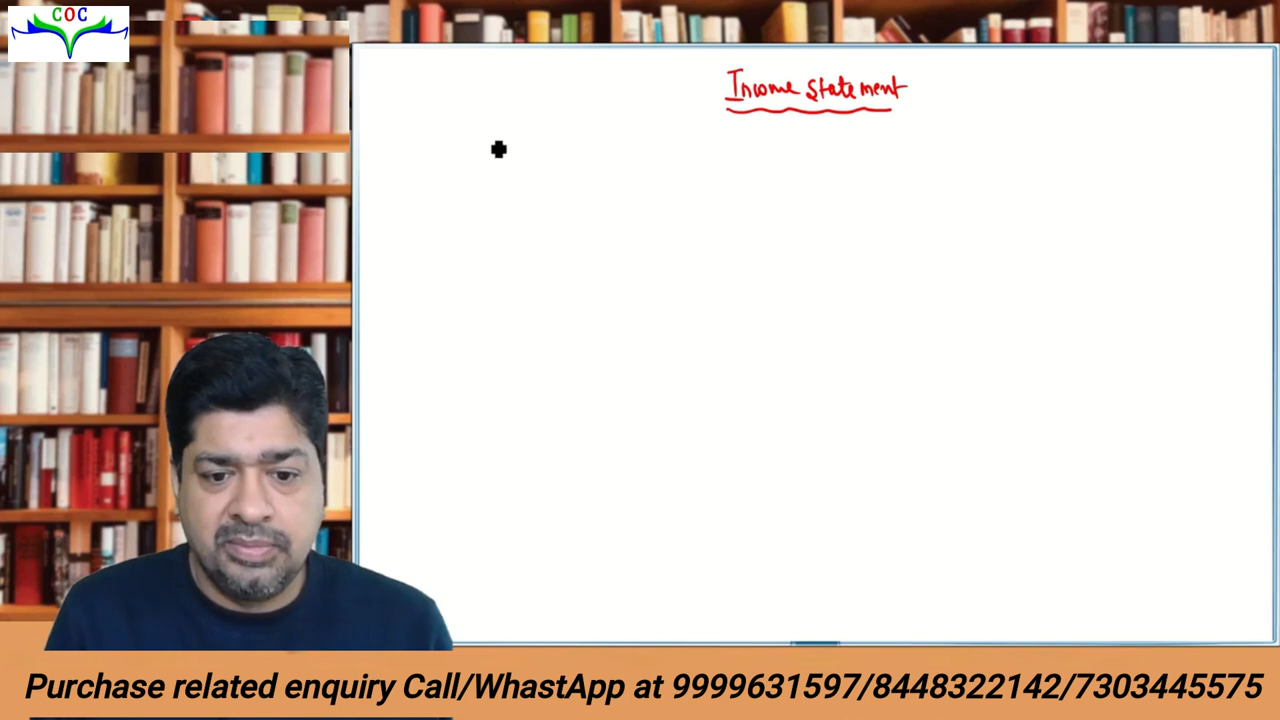 COC
Income Statement
Purchase related enquiry Call/WhastApp at 9999631597/8448322142/7303445575